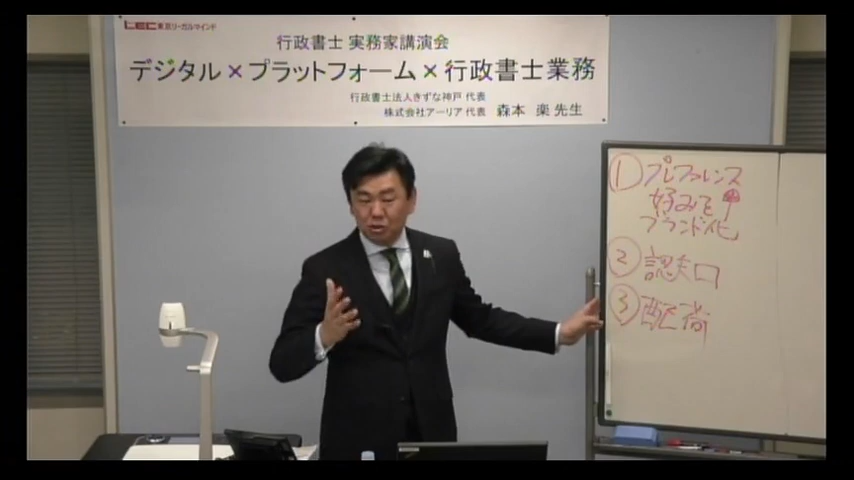 LEC東京リーガルマインド
行政書士 実務家講演会
デジタル×プラットフォーム×行政書士業務
行政書士法人きずな神戸 代表
株式会社アーリア 代表 森本 楽 先生
① プレファレンス
好みを
ブランド化
② 認知
③ 配荷